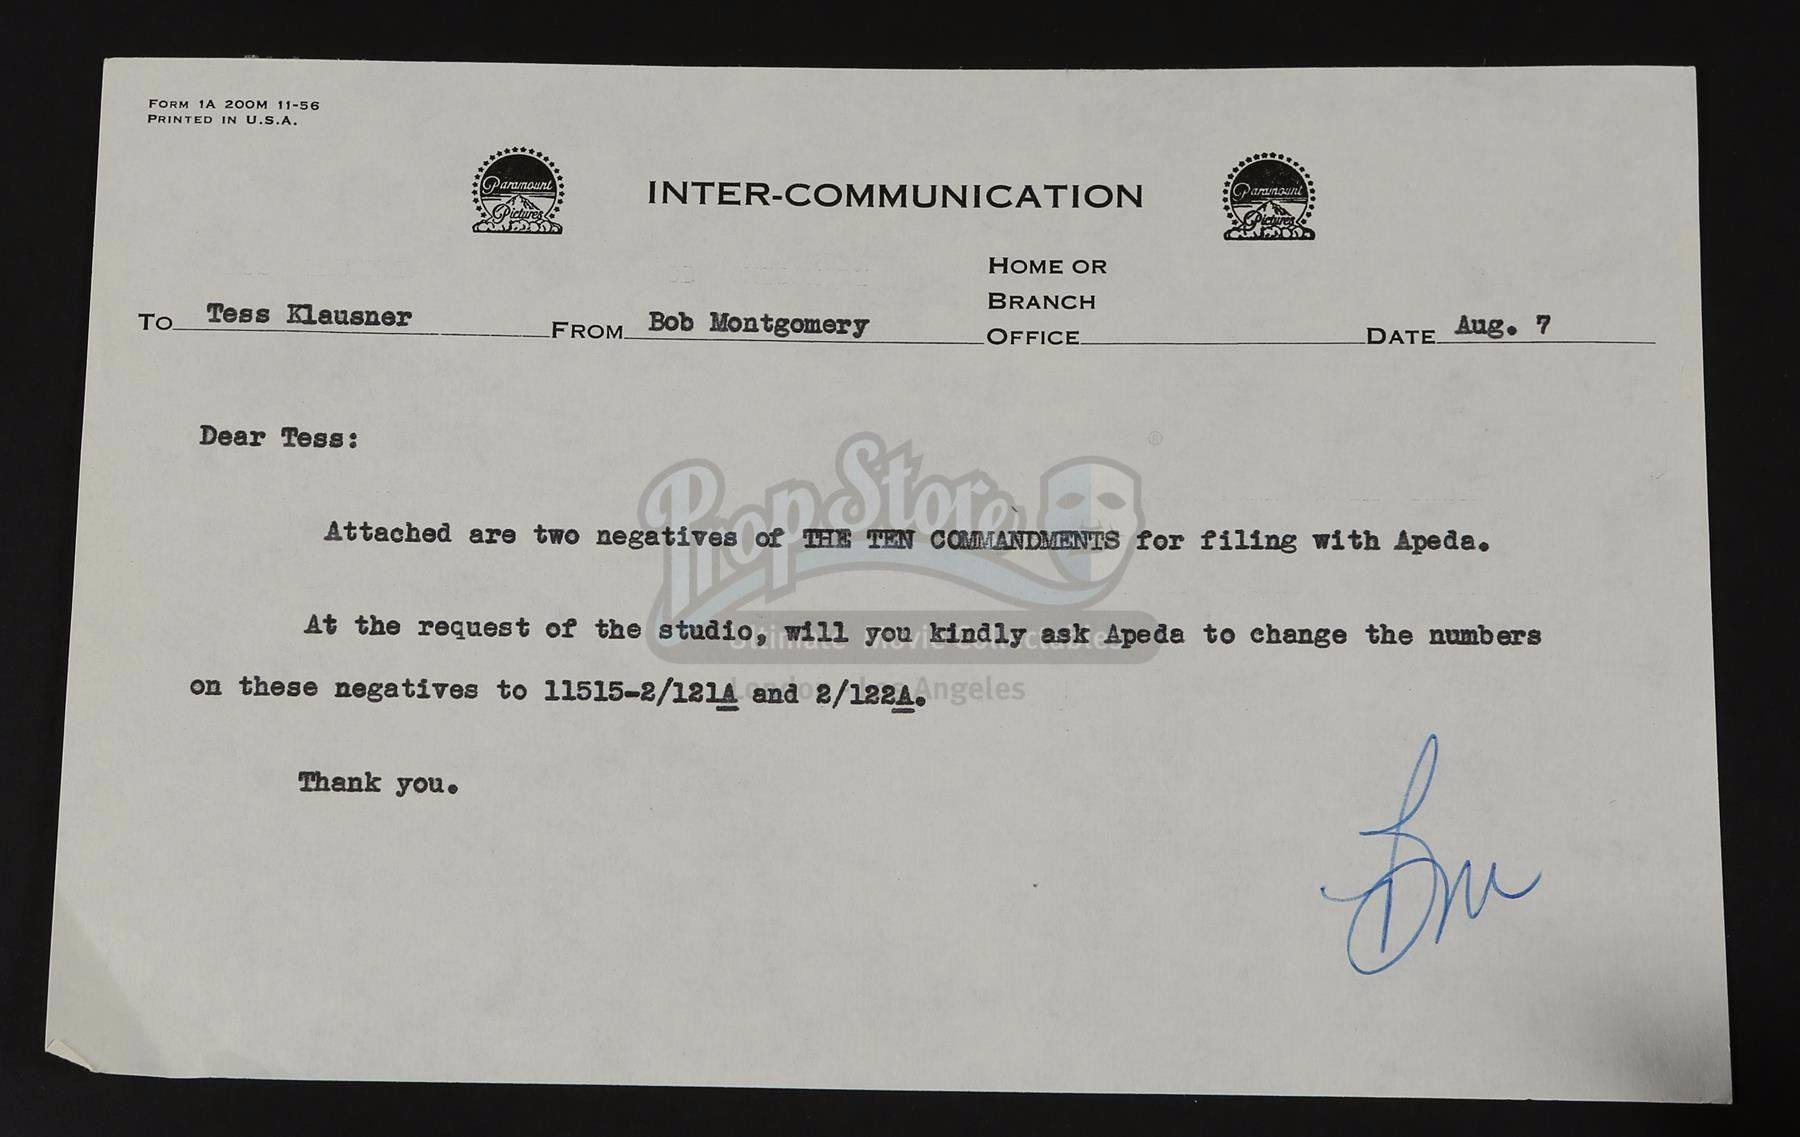 FORM 1A 200M 11-56
PRINTED IN U.S.A.
Paramount Pictures
INTER-COMMUNICATION
Paramount Pictures
HOME OR
BRANCH
TO Tess Klausner FROM Bob Montgomery OFFICE DATE Aug. 7
Dear Tess:
Attached are two negatives of THE TEN COMMANDMENTS for filing with Apeda.
At the request of the studio, will you kindly ask Apeda to change the numbers
on these negatives to 11515-2/121A and 2/122A.
Thank you.
Bm
PropStore ®
Ultimate Movie Collectables
London Los Angeles